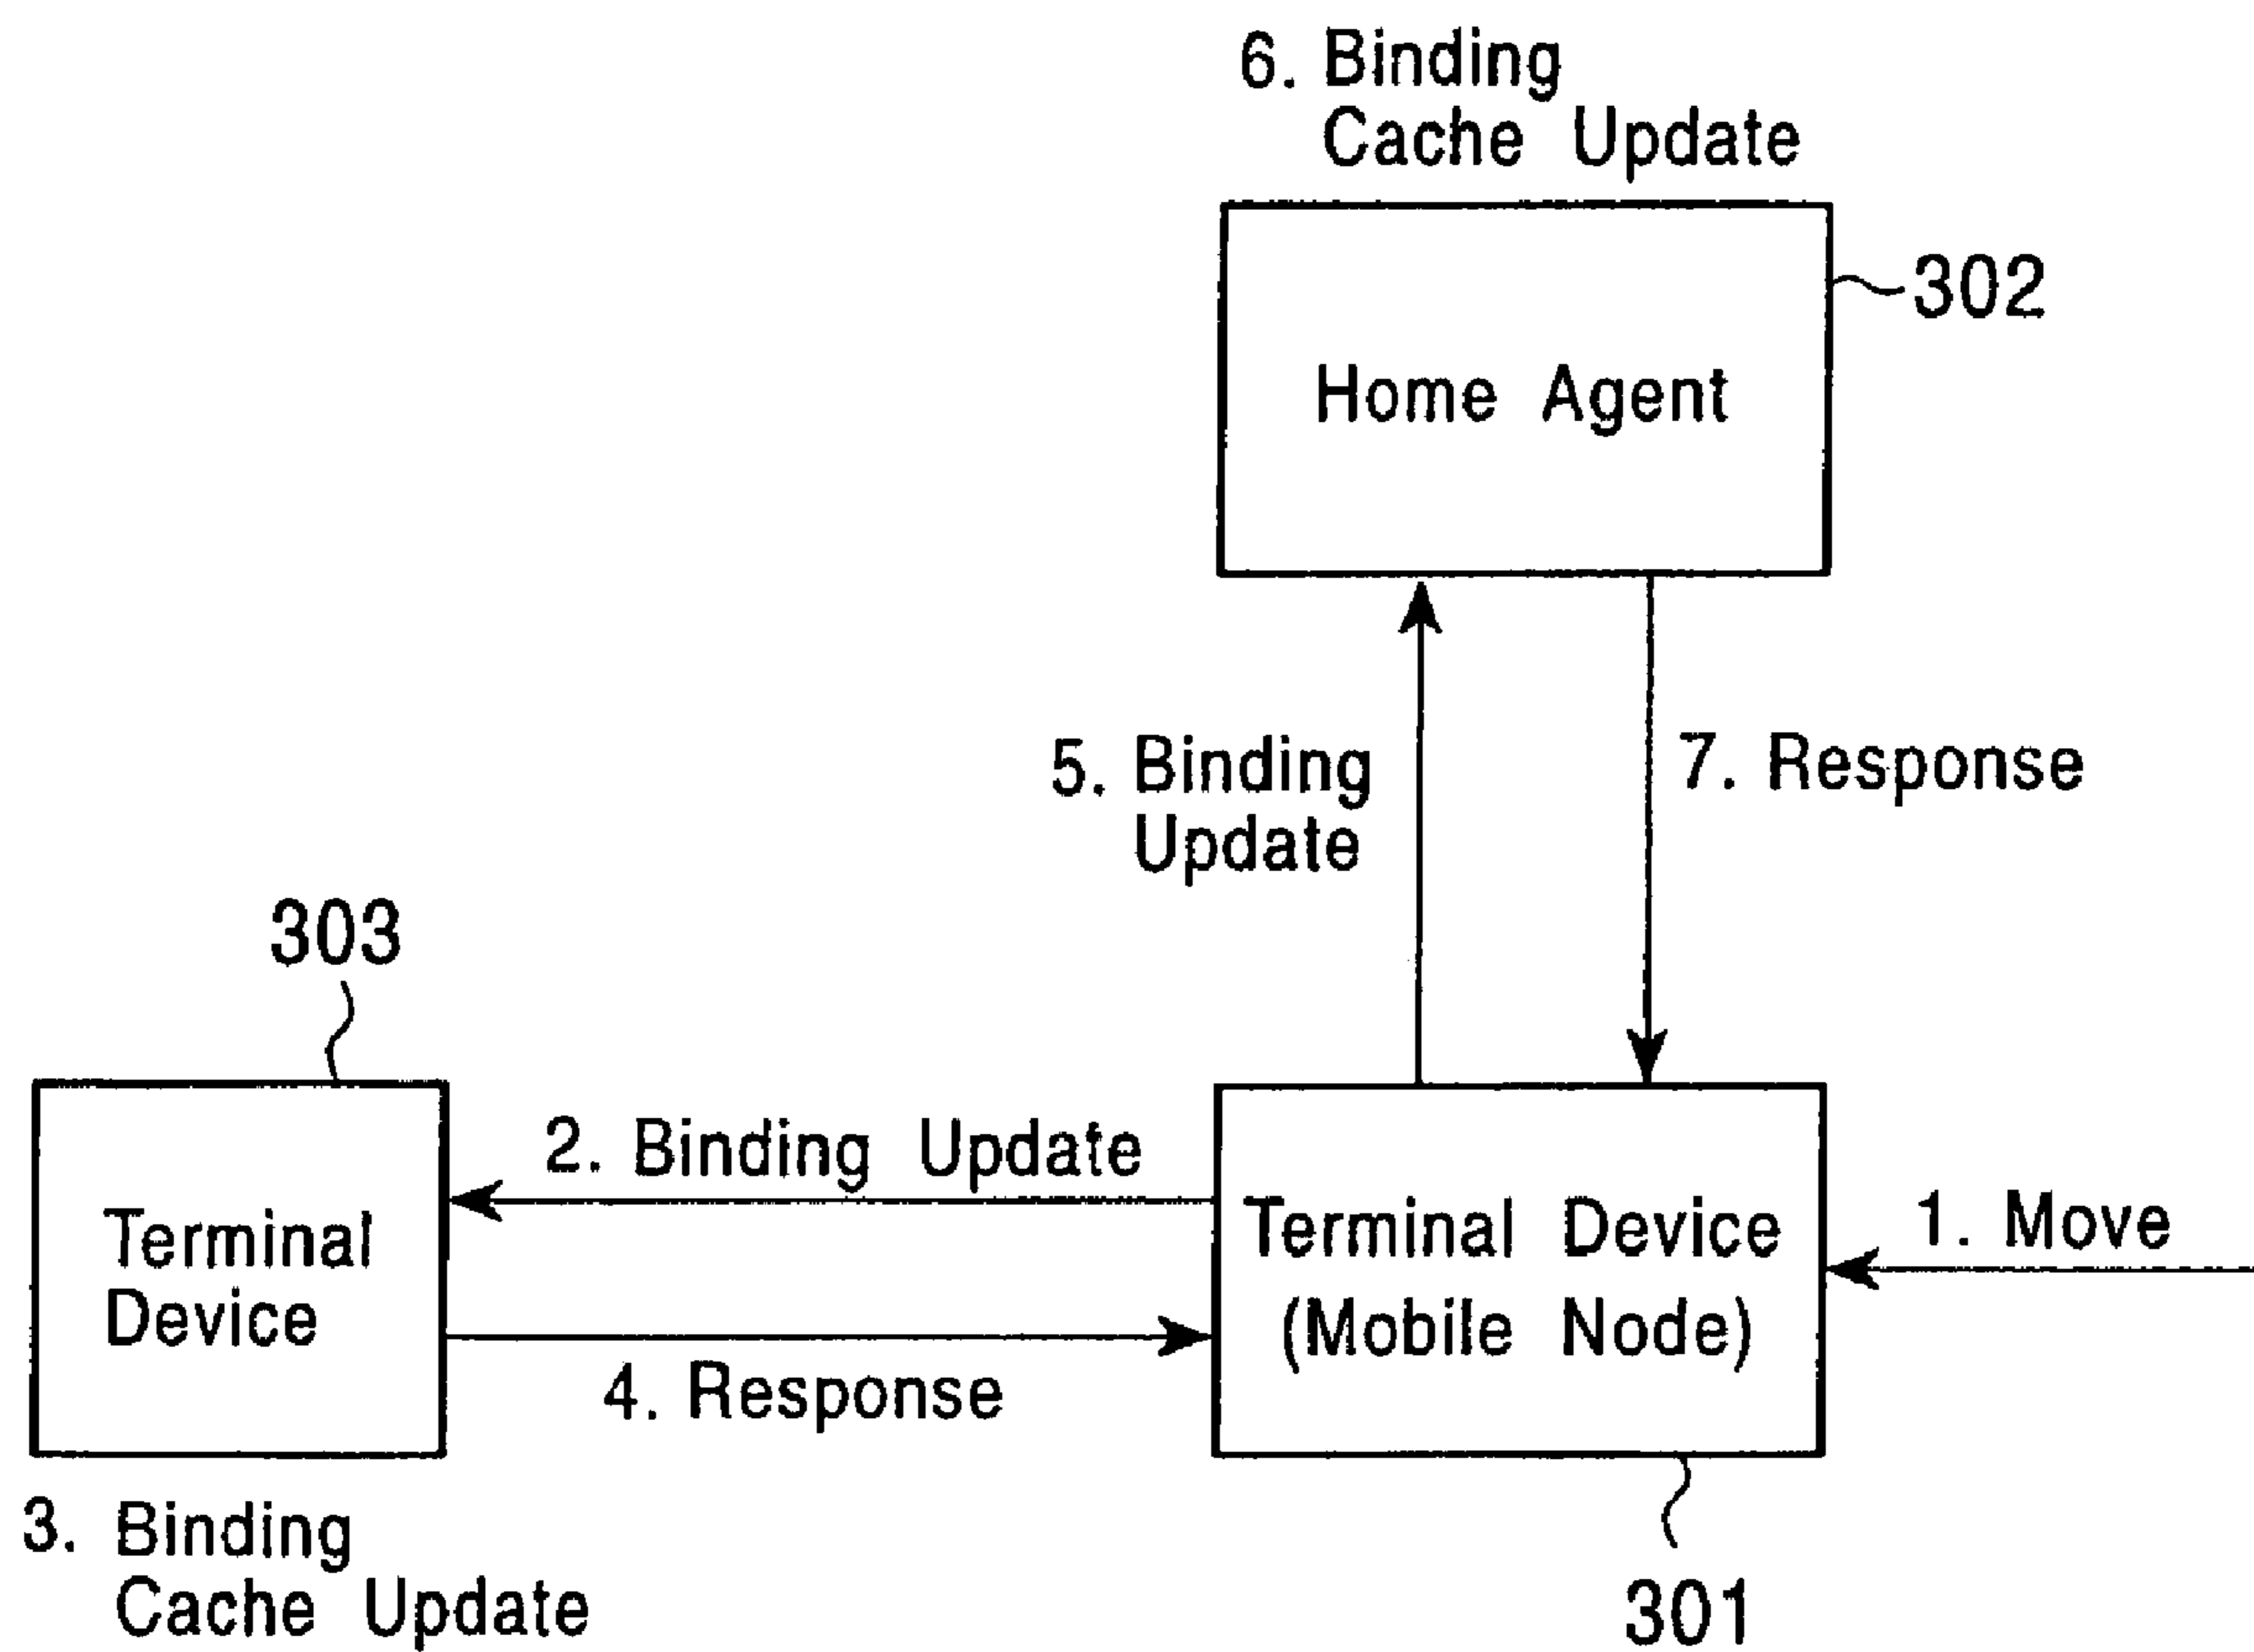 6. Binding
Cache Update
302
Home Agent
5. Binding
Update
7. Response
303
2. Binding Update
Terminal
Device
Terminal Device
(Mobile Node)
1. Move
4. Response
3. Binding
Cache Update
301